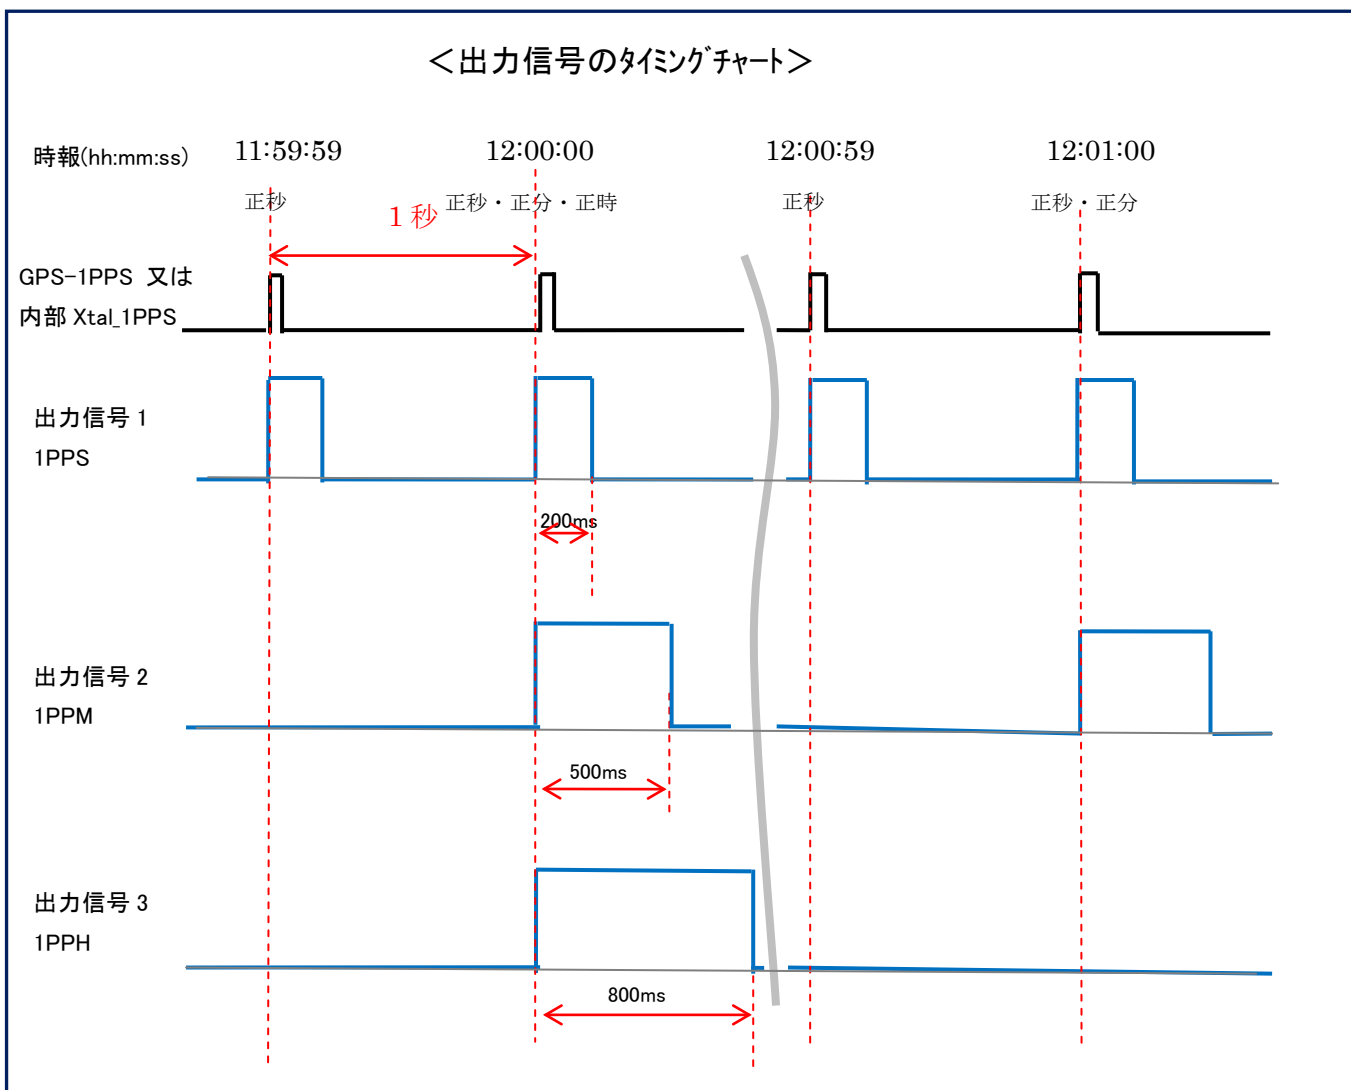 ＜出力信号のﾀｲﾐﾝｸﾞﾁｬｰﾄ＞
時報(hh:mm:ss) 11:59:59 12:00:00 12:00:59 12:01:00
正秒 正秒・正分・正時 正秒 正秒・正分
1秒
GPS-1PPS 又は
内部 Xtal_1PPS
出力信号 1
1PPS
200ms
出力信号 2
1PPM
500ms
出力信号 3
1PPH
800ms